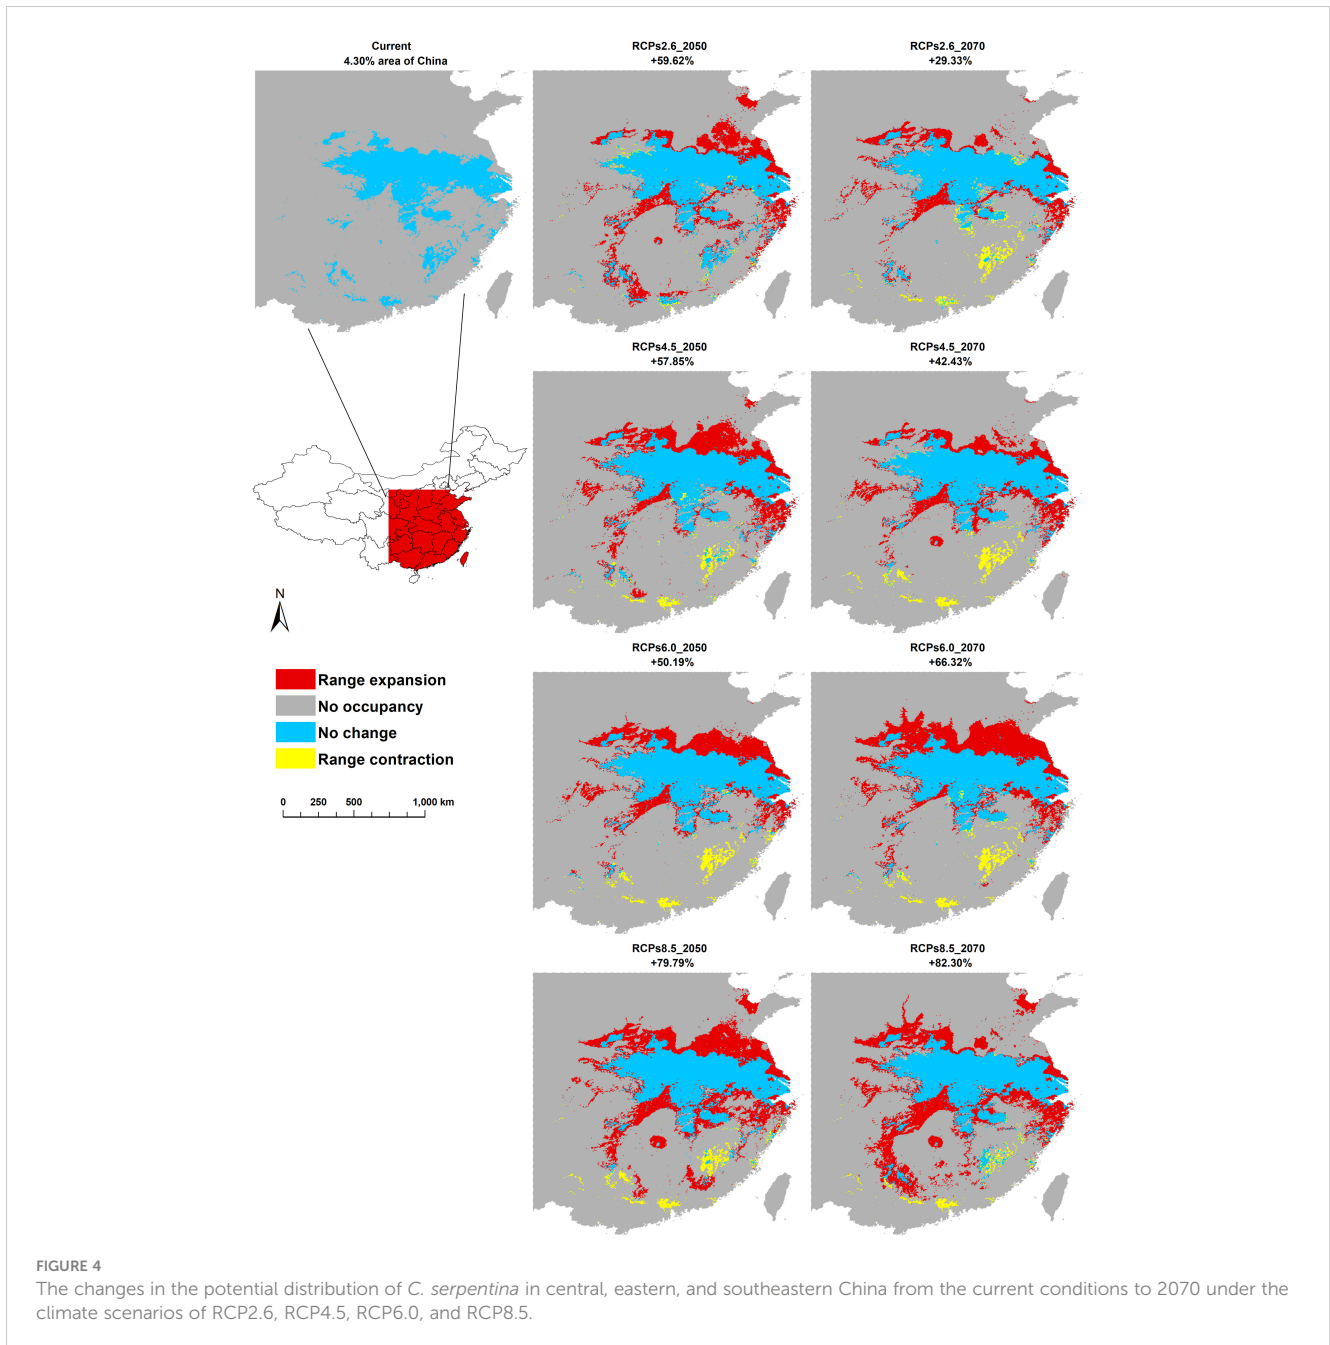 Current
4.30% area of China
RCPs2.6_2050
+59.62%
RCPs2.6_2070
+29.33%
RCPs4.5_2050
+57.85%
RCPs4.5_2070
+42.43%
N
RCPs6.0_2050
+50.19%
RCPs6.0_2070
+66.32%
Range expansion
No occupancy
No change
Range contraction
0 250 500 1,000 km
RCPs8.5_2050
+79.79%
RCPs8.5_2070
+82.30%
FIGURE 4
The changes in the potential distribution of C. serpentina in central, eastern, and southeastern China from the current conditions to 2070 under the
climate scenarios of RCP2.6, RCP4.5, RCP6.0, and RCP8.5.